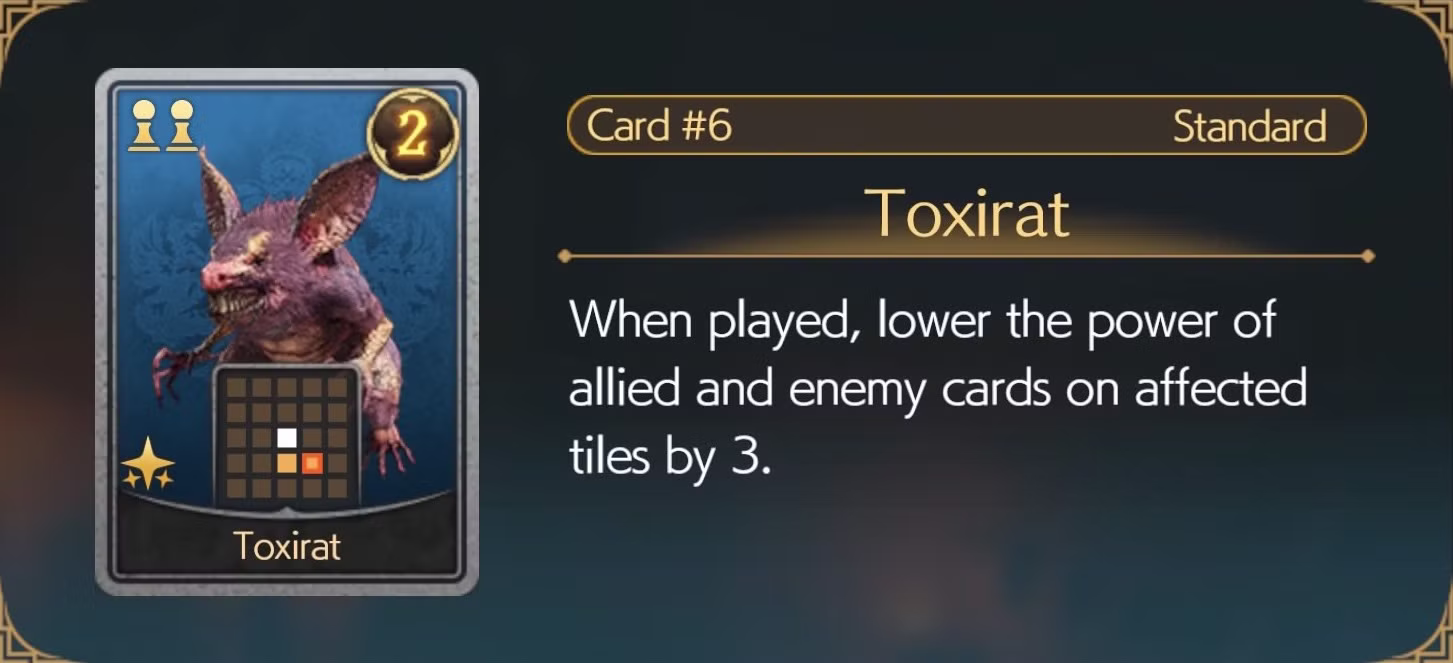 2
Toxirat
Card #6 Standard
Toxirat
When played, lower the power of
allied and enemy cards on affected
tiles by 3.